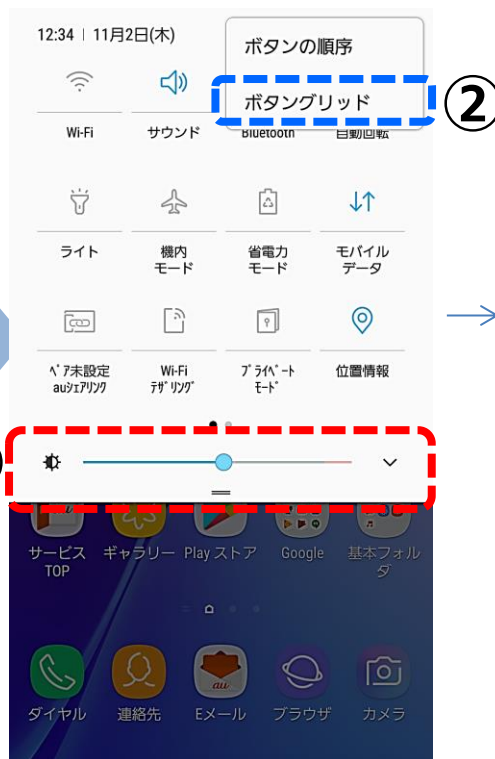 12:34 | 11月2日(木)
ボタンの順序
ボタングリッド
②
Wi-Fi
サウンド
Bluetooth
自動回転
ライト
機内
モード
省電力
モード
モバイル
データ
ペア未設定
auシェアリング
Wi-Fi
テザリング
プライベート
モード
位置情報
サービス
TOP
ギャラリー
Play ストア
Google
基本フォル
ダ
ダイヤル
連絡先
au
Eメール
ブラウザ
カメラ